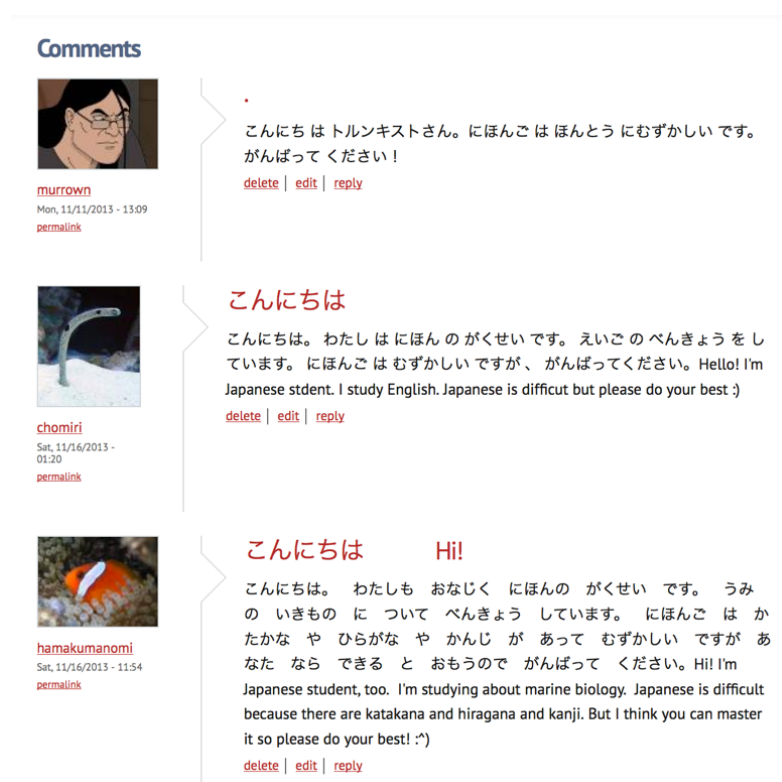 Comments
.
こんにち は トルンキストさん。にほんご は ほんとう にむずかしい です。
がんばって ください！
delete | edit | reply
murrown
Mon, 11/11/2013 - 13:09
permalink
こんにちは
こんにちは。 わたし は にほん の がくせい です。 えいご の べんきょう を し
ています。 にほんご は むずかしい ですが 、 がんばってください。Hello! I'm
Japanese stdent. I study English. Japanese is difficut but please do your best :)
delete | edit | reply
chomiri
Sat, 11/16/2013 -
01:20
permalink
こんにちは　　　Hi!
こんにちは。　わたしも　おなじく　にほんの　がくせい　です。　うみ
の　いきもの　に　ついて　べんきょう　しています。　にほんご　は　か
たかな　や　ひらがな　や　かんじ　が　あって　むずかしい　ですが　あ
なた　なら　できる　と　おもうので　がんばって　ください。Hi! I'm
Japanese student, too.  I'm studying about marine biology.  Japanese is difficult
because there are katakana and hiragana and kanji. But I think you can master
it so please do your best! :^)
delete | edit | reply
hamakumanomi
Sat, 11/16/2013 - 11:54
permalink